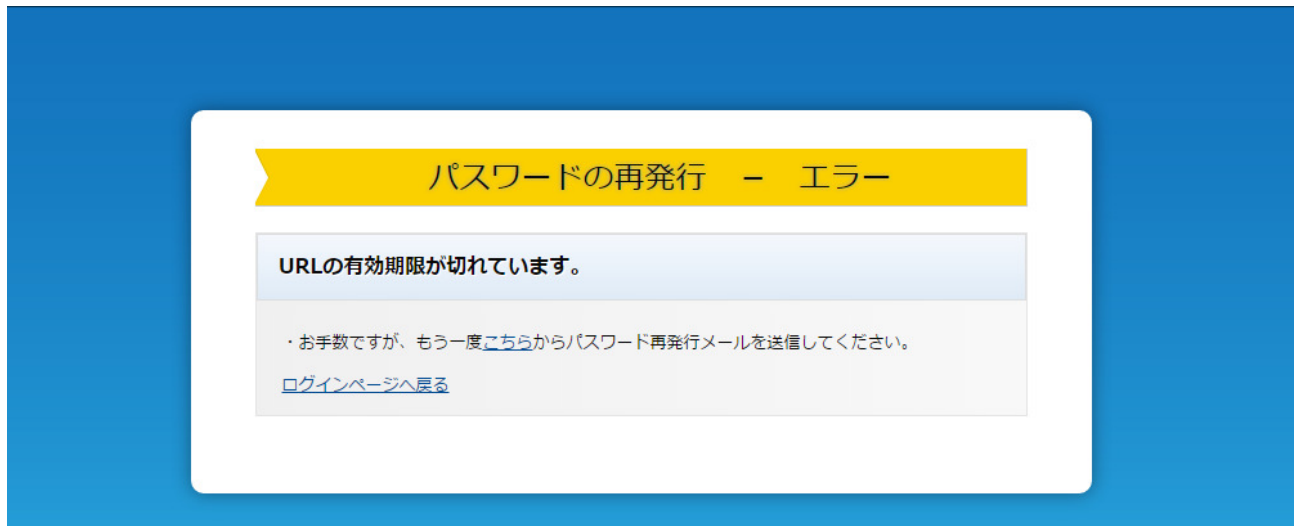 パスワードの再発行　－　エラー
URLの有効期限が切れています。
・お手数ですが、もう一度こちらからパスワード再発行メールを送信してください。
ログインページへ戻る